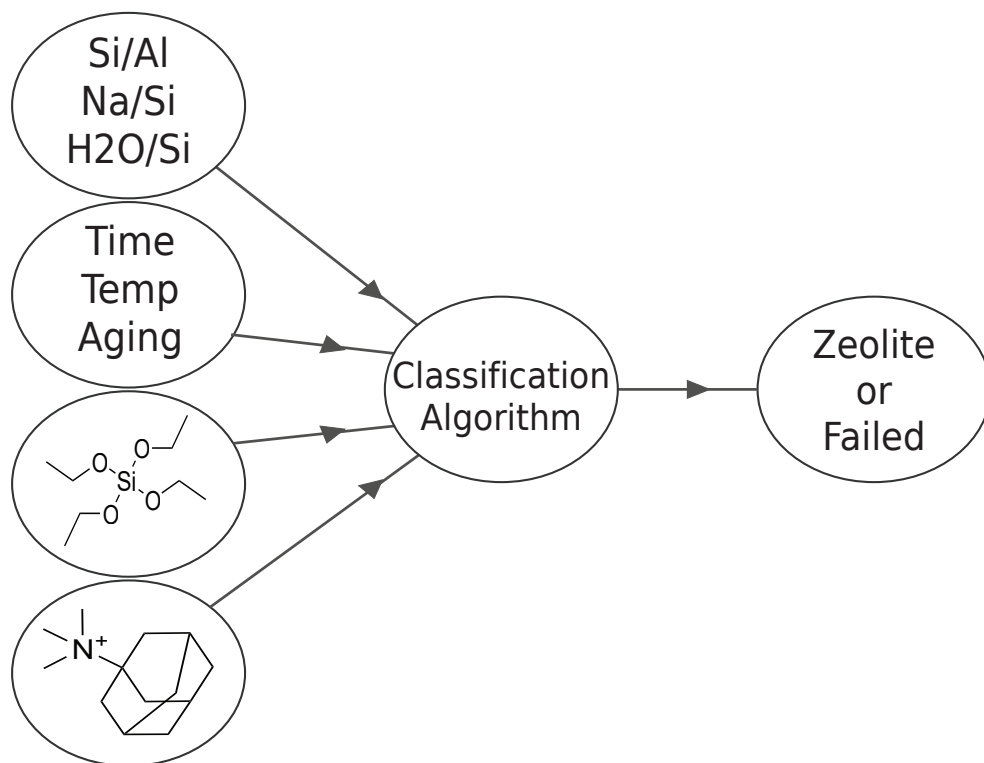 Si/Al
Na/Si
H2O/Si
Time
Temp
Aging
Classification
Algorithm
Zeolite
or
Failed
O
O
Si
O
O
N+